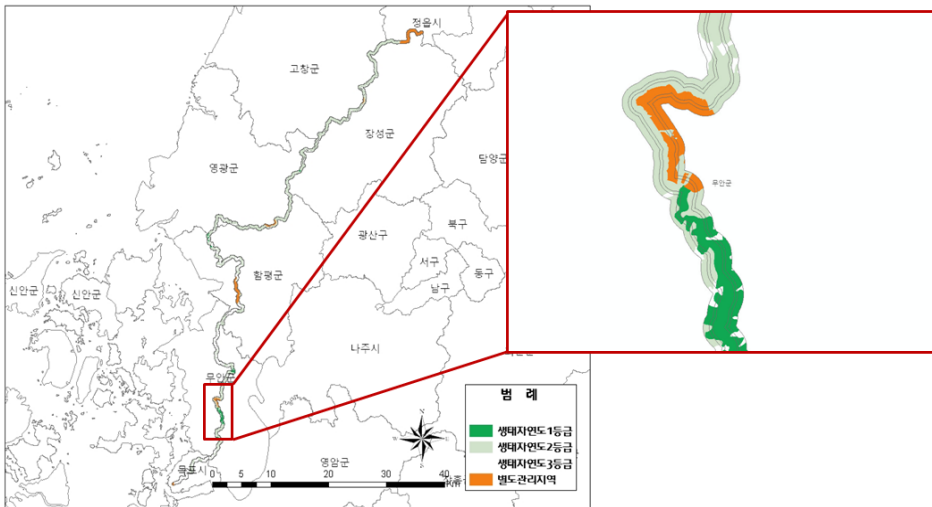 정읍시
고창군
장성군
담양군
영광군
북구
광산구
서구
동구
함평군
남구
신안군
신안군
나주시
무안군
무안군
목포시
영암군
0 5 10 20 30 40
Km
범 례
생태자연도1등급
생태자연도2등급
생태자연도3등급
별도관리지역